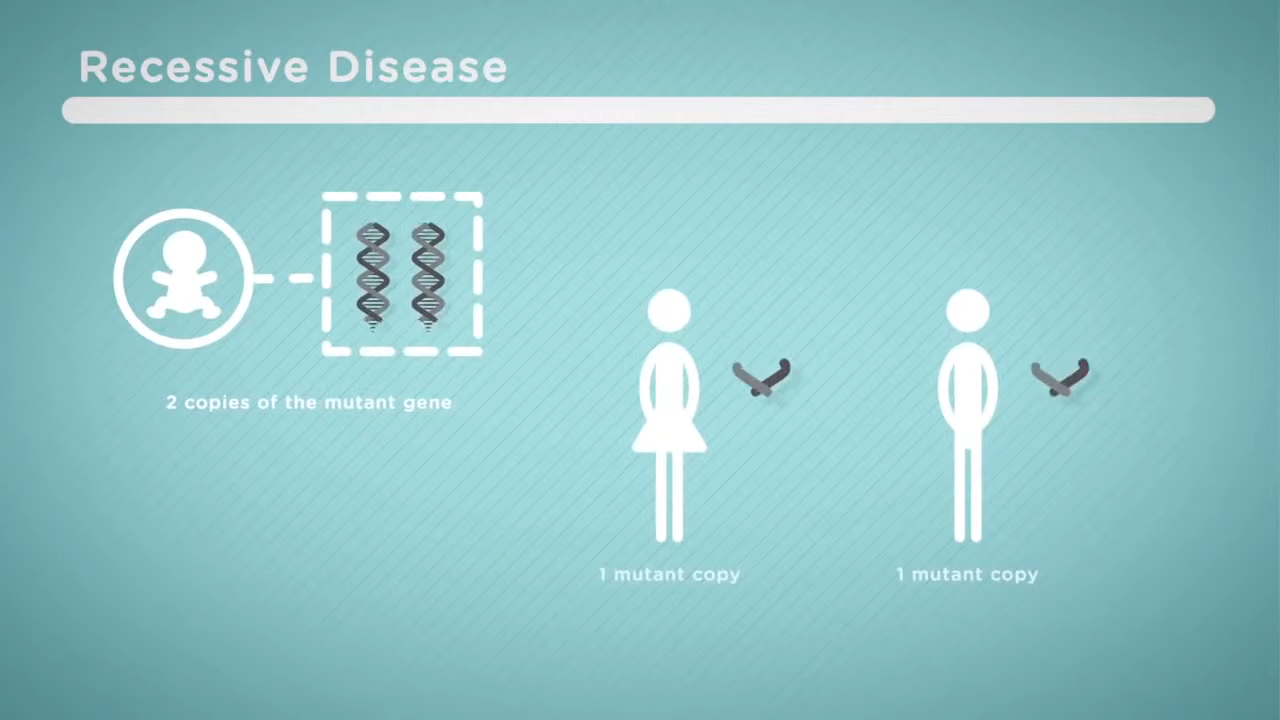 Recessive Disease
2 copies of the mutant gene
1 mutant copy
1 mutant copy